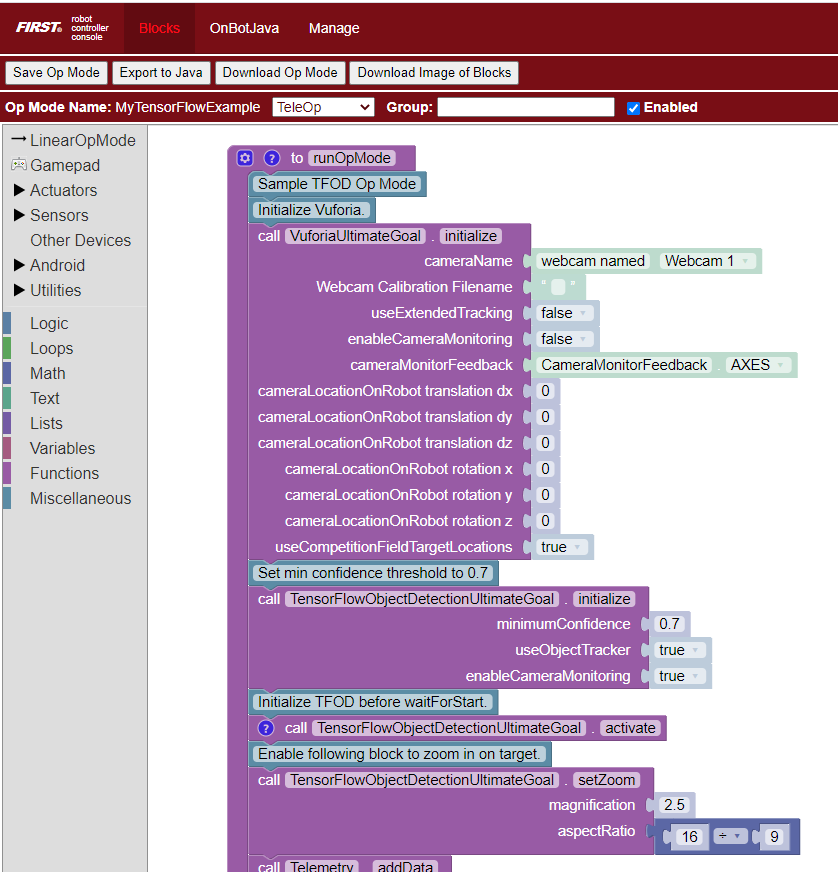 FIRST® robot controller console Blocks OnBotJava Manage
Save Op Mode Export to Java Download Op Mode Download Image of Blocks
Op Mode Name: MyTensorFlowExample TeleOp Group: Enabled
LinearOpMode
Gamepad
Actuators
Sensors
Other Devices
Android
Utilities
Logic
Loops
Math
Text
Lists
Variables
Functions
Miscellaneous
? to runOpMode
Sample TFOD Op Mode
Initialize Vuforia.
call VuforiaUltimateGoal . initialize
cameraName webcam named Webcam 1
Webcam Calibration Filename “ ”
useExtendedTracking false
enableCameraMonitoring false
cameraMonitorFeedback CameraMonitorFeedback . AXES
cameraLocationOnRobot translation dx 0
cameraLocationOnRobot translation dy 0
cameraLocationOnRobot translation dz 0
cameraLocationOnRobot rotation x 0
cameraLocationOnRobot rotation y 0
cameraLocationOnRobot rotation z 0
useCompetitionFieldTargetLocations true
Set min confidence threshold to 0.7
call TensorFlowObjectDetectionUltimateGoal . initialize
minimumConfidence 0.7
useObjectTracker true
enableCameraMonitoring true
Initialize TFOD before waitForStart.
? call TensorFlowObjectDetectionUltimateGoal . activate
Enable following block to zoom in on target.
call TensorFlowObjectDetectionUltimateGoal . setZoom
magnification 2.5
aspectRatio 16 ÷ 9
call Telemetry . addData